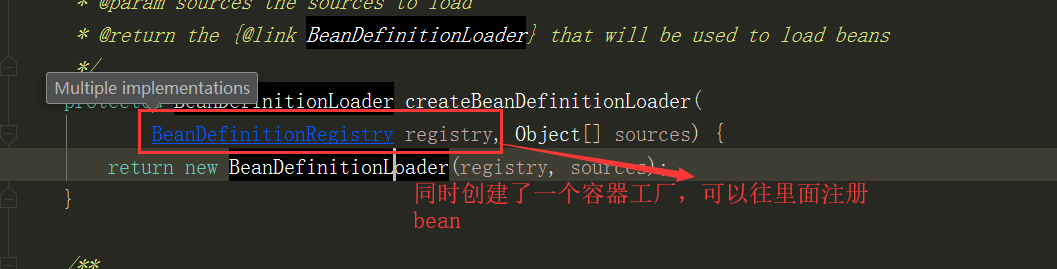 * @param sources the sources to load
* @return the {@link BeanDefinitionLoader} that will be used to load beans
*/
Multiple implementations
BeanDefinitionLoader createBeanDefinitionLoader(
BeanDefinitionRegistry registry, Object[] sources) {
return new BeanDefinitionLoader(registry, sources);
同时创建了一个容器工厂，可以往里面注册
bean
}
/**